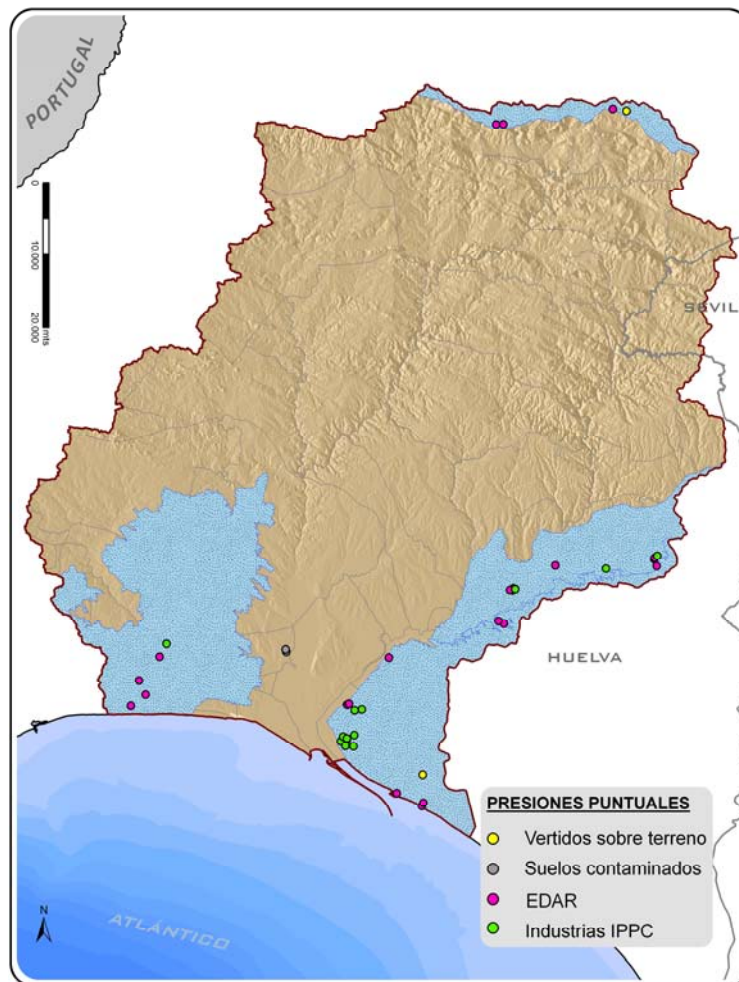 PORTUGAL
0
10.000
20.000
mts
SEVIL
HUELVA
PRESIONES PUNTUALES
Vertidos sobre terreno
Suelos contaminados
EDAR
Industrias IPPC
N
ATLÁNTICO